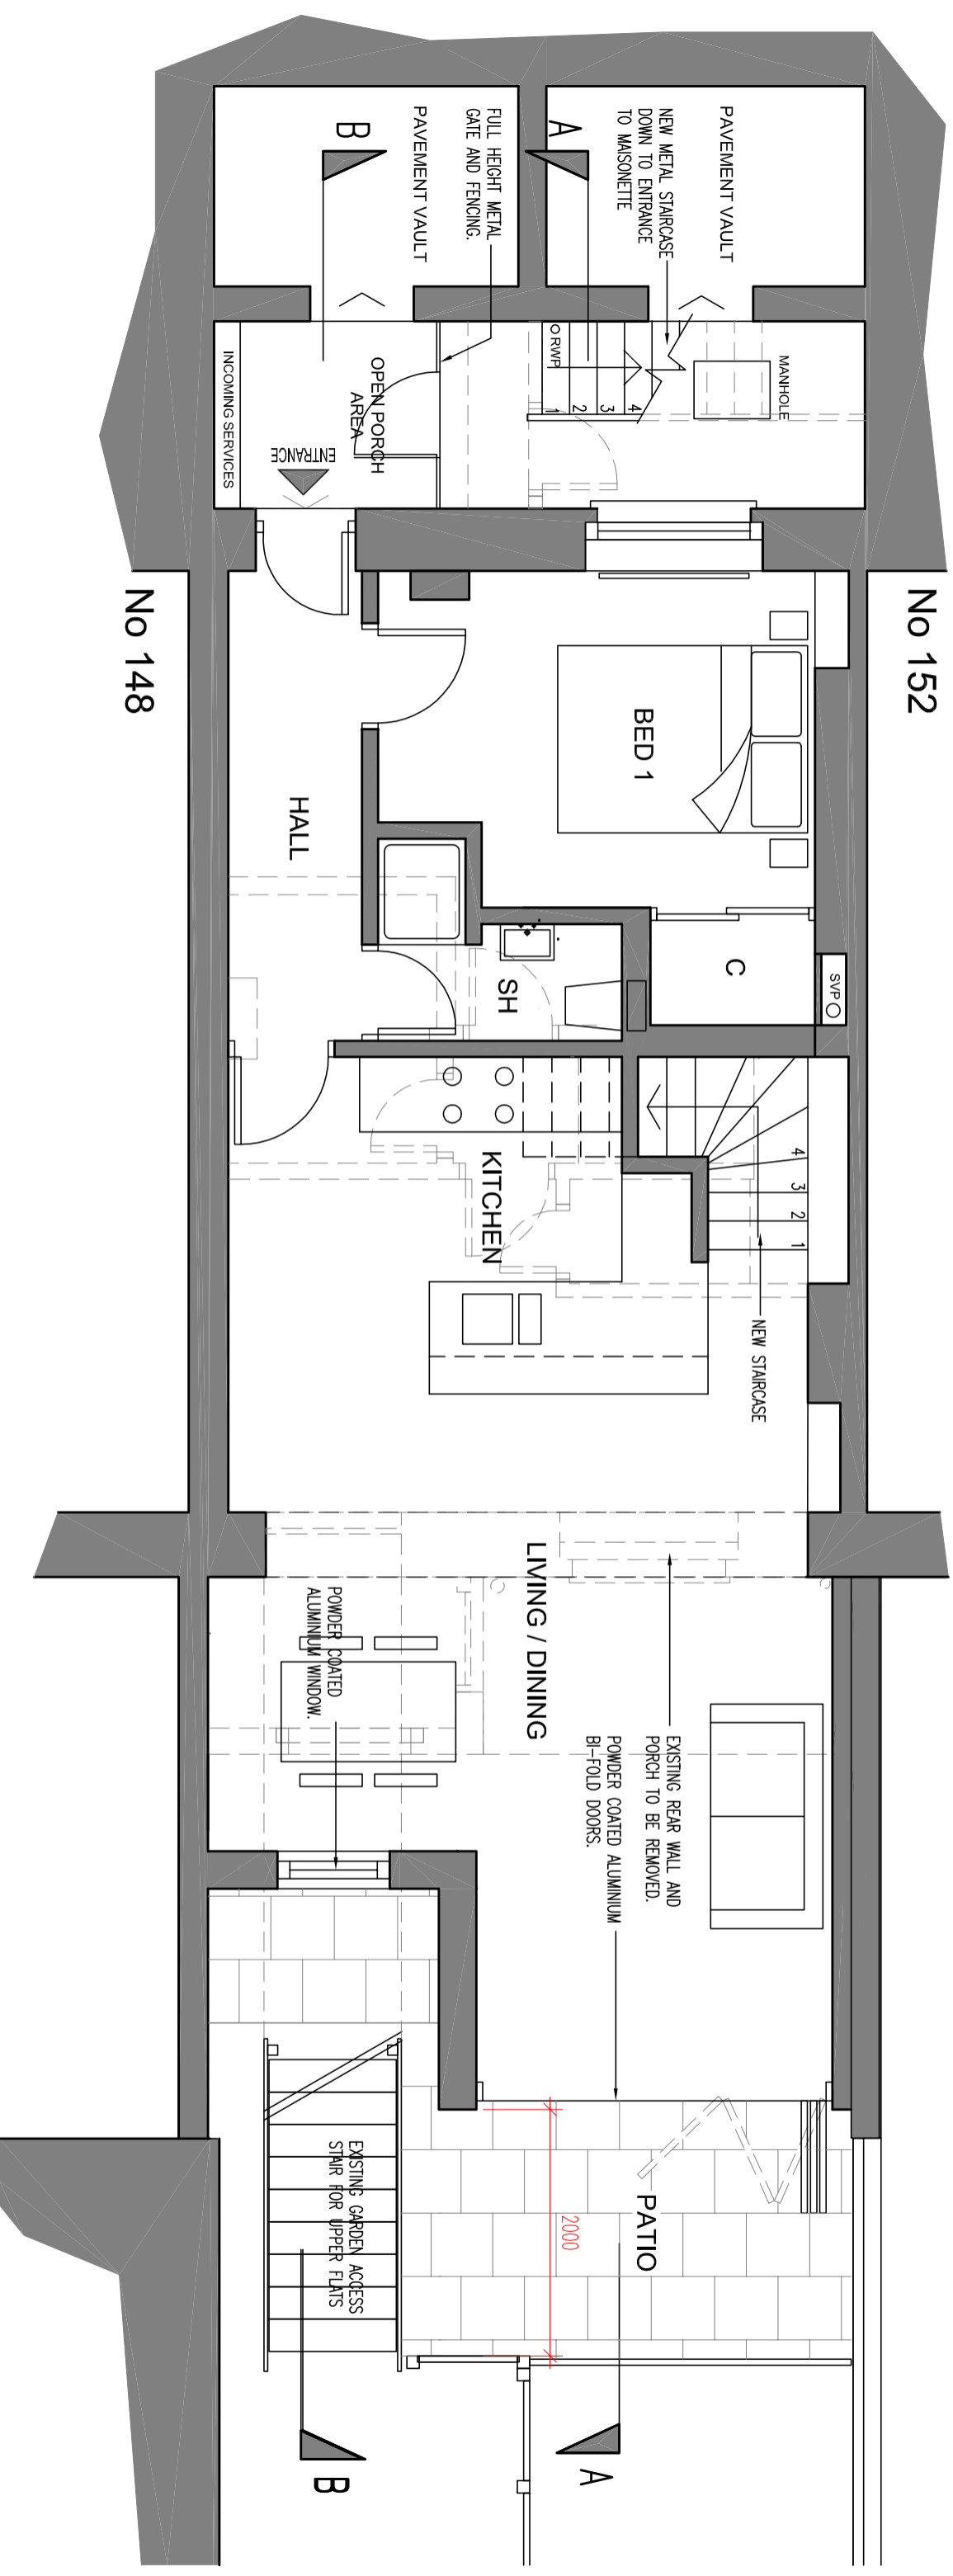 No 152
No 148
PAVEMENT VAULT
NEW METAL STAIRCASE
DOWN TO ENTRANCE
TO MAISONETTE
A
FULL HEIGHT METAL
GATE AND FENCING.
PAVEMENT VAULT
B
MANHOLE
RWP
1
2
3
4
OPEN PORCH
AREA
ENTRANCE
INCOMING SERVICES
BED 1
HALL
C
SVP
SH
KITCHEN
4
3
2
1
NEW STAIRCASE
LIVING / DINING
EXISTING REAR WALL AND
PORCH TO BE REMOVED.
POWDER COATED ALUMINIUM
BI-FOLD DOORS.
POWDER COATED
ALUMINIUM WINDOW.
PATIO
2000
EXISTING GARDEN ACCESS
STAIR FOR UPPER FLATS
A
B